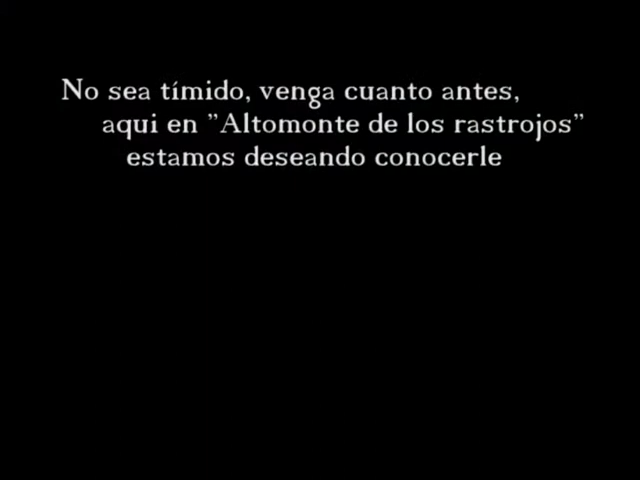 No sea tímido, venga cuanto antes,
aqui en "Altomonte de los rastrojos"
estamos deseando conocerle